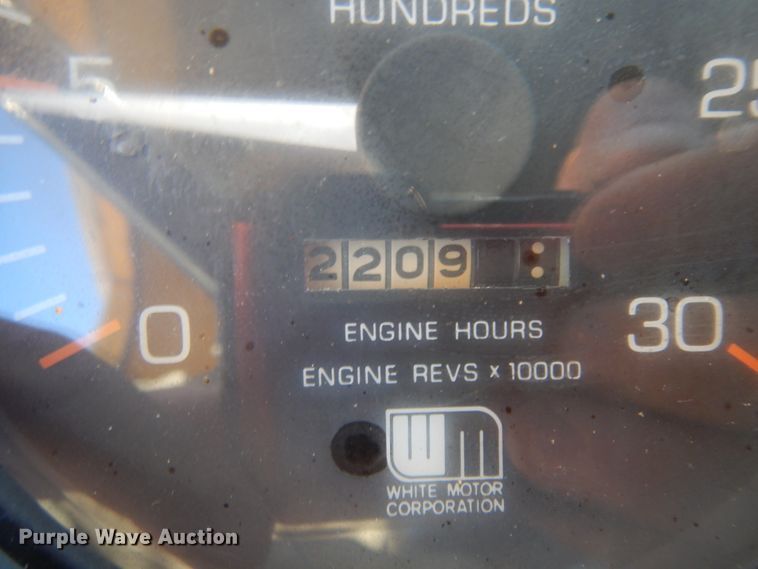 HUNDREDS
5
25
2209
0
ENGINE HOURS
30
ENGINE REVS x 10000
WM
WHITE MOTOR
CORPORATION
Purple Wave Auction